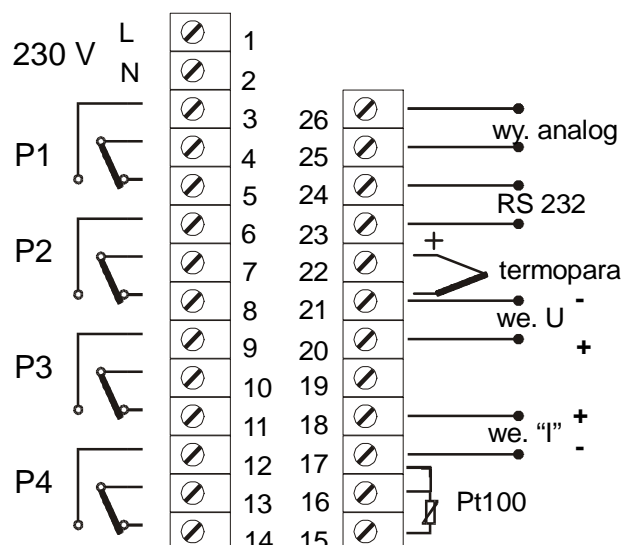 230 V
L
N
P1
P2
P3
P4
1
2
3
4
5
6
7
8
9
10
11
12
13
14
26
25
24
23
22
21
20
19
18
17
16
15
wy. analog
RS 232
+
termopara
-
we. U
+
+
we. “I”
-
Pt100